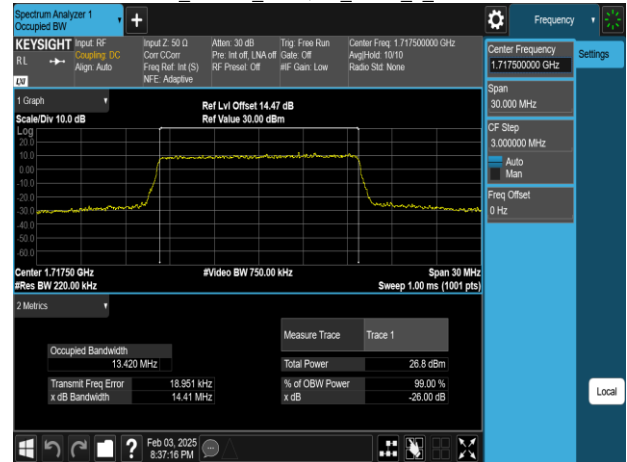 Spectrum Analyzer 1
Occupied BW
+
Frequency
KEYSIGHT Input: RF Input Z: 50 Ω Atten: 30 dB Trig: Free Run Center Freq: 1.717500000 GHz
RL Coupling: DC Corr CCorr Pre: Int off, LNA off Gate: Off Avg|Hold: 10/10
Align: Auto Freq Ref: Int (S) RF Presel: Off #IF Gain: Low Radio Std: None
LXI NFE: Adaptive
Center Frequency
1.717500000 GHz
Settings
Span
30.000 MHz
CF Step
3.000000 MHz
Auto
Man
Freq Offset
0 Hz
1 Graph
Ref Lvl Offset 14.47 dB
Scale/Div 10.0 dB Ref Value 30.00 dBm
Log
20.0
10.0
0.00
-10.0
-20.0
-30.0
-40.0
-50.0
-60.0
Center 1.71750 GHz #Video BW 750.00 kHz Span 30 MHz
#Res BW 220.00 kHz Sweep 1.00 ms (1001 pts)
2 Metrics
Measure Trace Trace 1
Occupied Bandwidth
13.420 MHz Total Power 26.8 dBm
Transmit Freq Error 18.951 kHz % of OBW Power 99.00 %
x dB Bandwidth 14.41 MHz x dB -26.00 dB
Local
? Feb 03, 2025
8:37:16 PM